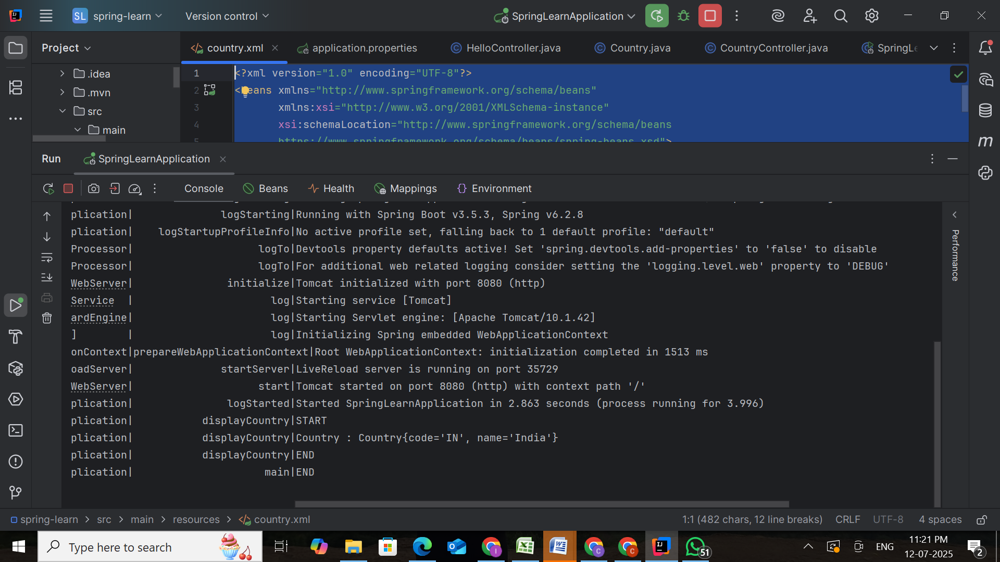 SL spring-learn Version control SpringLearnApplication
Project country.xml application.properties HelloController.java Country.java CountryController.java SpringLe
.idea
.mvn
src
main
1 <?xml version="1.0" encoding="UTF-8"?>
2 <beans xmlns="http://www.springframework.org/schema/beans"
3 xmlns:xsi="http://www.w3.org/2001/XMLSchema-instance"
4 xsi:schemaLocation="http://www.springframework.org/schema/beans
5 https://www.springframework.org/schema/beans/spring-beans.xsd">
Run SpringLearnApplication
Console Beans Health Mappings Environment
plication| logStarting|Running with Spring Boot v3.5.3, Spring v6.2.8
plication| logStartupProfileInfo|No active profile set, falling back to 1 default profile: "default"
Processor| logTo|Devtools property defaults active! Set 'spring.devtools.add-properties' to 'false' to disable
Processor| logTo|For additional web related logging consider setting the 'logging.level.web' property to 'DEBUG'
WebServer| initialize|Tomcat initialized with port 8080 (http)
Service | log|Starting service [Tomcat]
ardEngine| log|Starting Servlet engine: [Apache Tomcat/10.1.42]
] | log|Initializing Spring embedded WebApplicationContext
onContext|prepareWebApplicationContext|Root WebApplicationContext: initialization completed in 1513 ms
oadServer| startServer|LiveReload server is running on port 35729
WebServer| start|Tomcat started on port 8080 (http) with context path '/'
plication| logStarted|Started SpringLearnApplication in 2.863 seconds (process running for 3.996)
plication| displayCountry|START
plication| displayCountry|Country : Country{code='IN', name='India'}
plication| displayCountry|END
plication| main|END
Performance
spring-learn > src > main > resources > country.xml 1:1 (482 chars, 12 line breaks) CRLF UTF-8 4 spaces
Type here to search 51 ENG 11:21 PM
12-07-2025 2